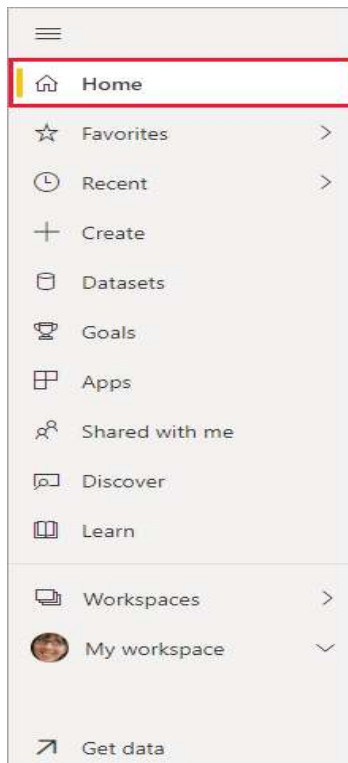 Home
Favorites
Recent
Create
Datasets
Goals
Apps
Shared with me
Discover
Learn
Workspaces
My workspace
Get data